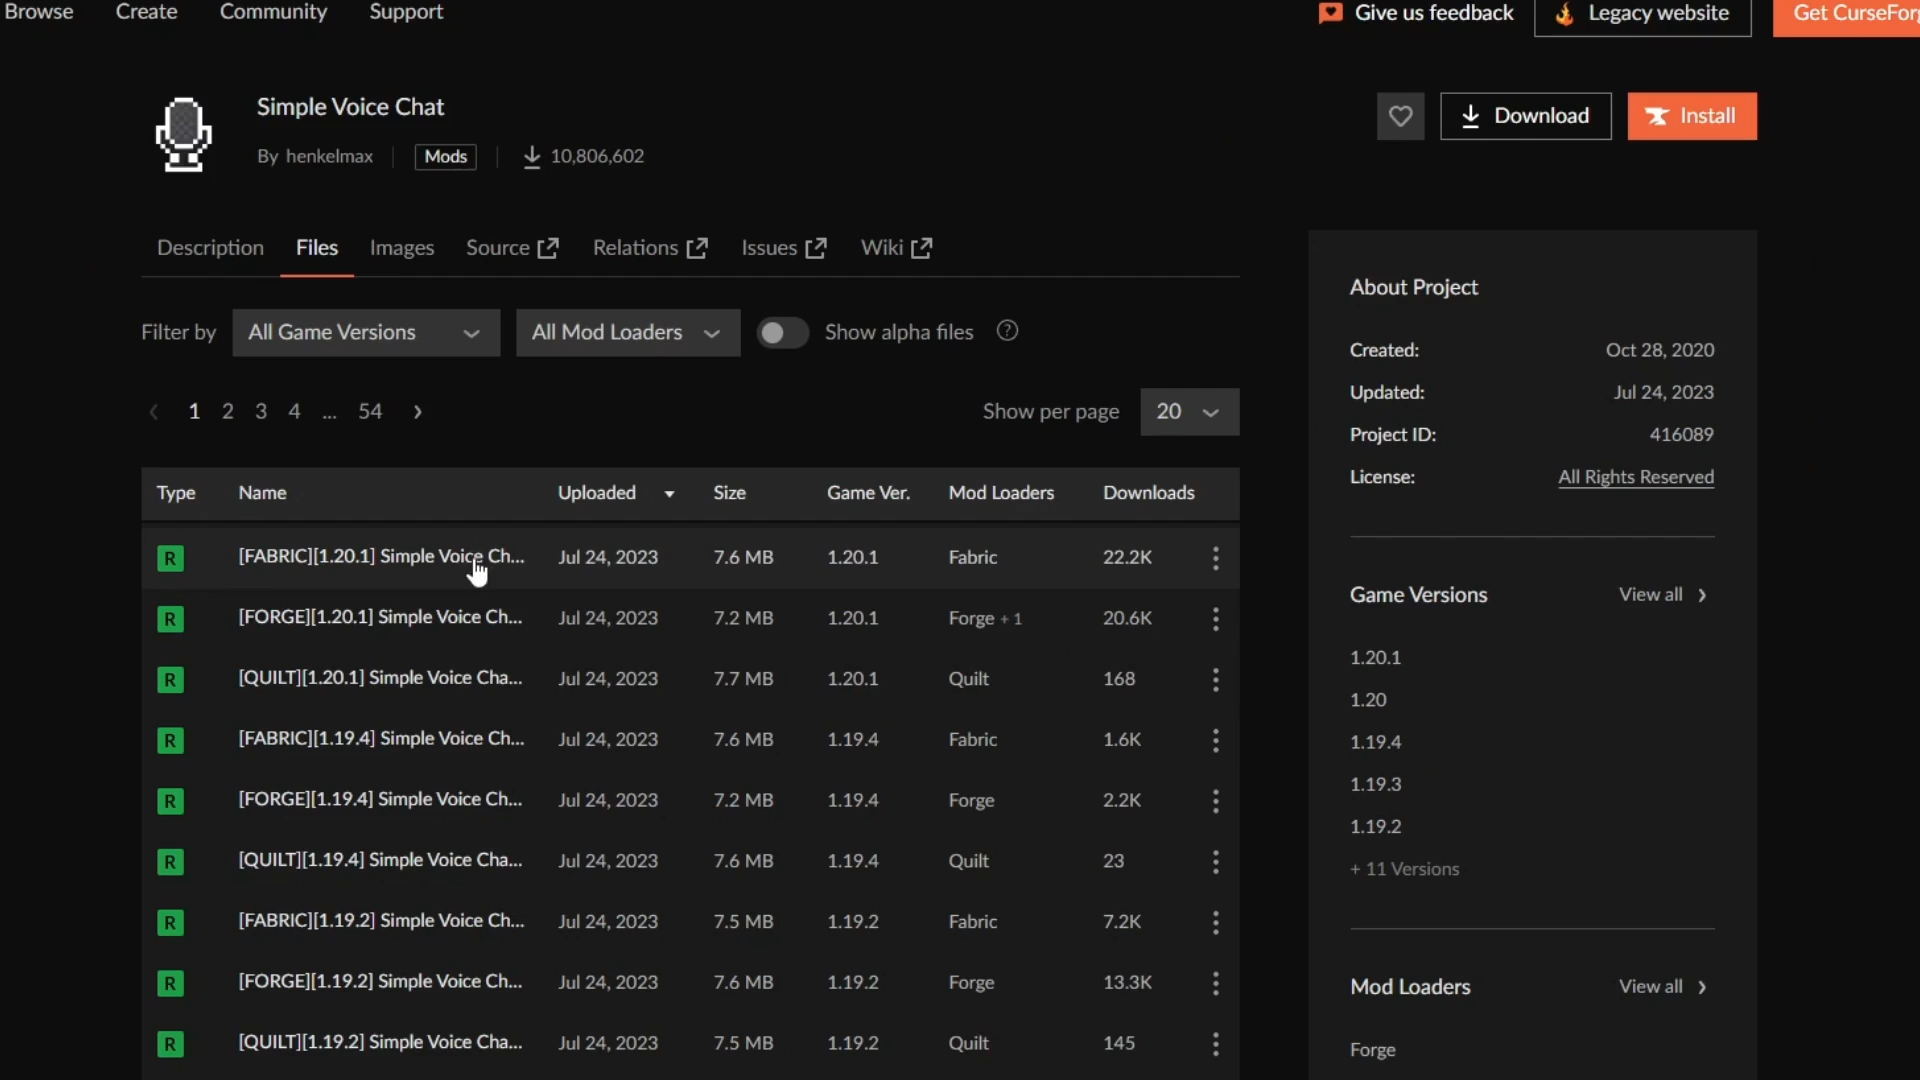 Browse Create Community Support Give us feedback Legacy website Get CurseForg
Simple Voice Chat
Download Install
By henkelmax Mods 10,806,602
Description Files Images Source Relations Issues Wiki
Filter by All Game Versions All Mod Loaders Show alpha files ?
1 2 3 4 ... 54 Show per page 20
Type Name Uploaded Size Game Ver. Mod Loaders Downloads
R [FABRIC][1.20.1] Simple Voice Ch... Jul 24, 2023 7.6 MB 1.20.1 Fabric 22.2K
R [FORGE][1.20.1] Simple Voice Ch... Jul 24, 2023 7.2 MB 1.20.1 Forge + 1 20.6K
R [QUILT][1.20.1] Simple Voice Cha... Jul 24, 2023 7.7 MB 1.20.1 Quilt 168
R [FABRIC][1.19.4] Simple Voice Ch... Jul 24, 2023 7.6 MB 1.19.4 Fabric 1.6K
R [FORGE][1.19.4] Simple Voice Ch... Jul 24, 2023 7.2 MB 1.19.4 Forge 2.2K
R [QUILT][1.19.4] Simple Voice Cha... Jul 24, 2023 7.6 MB 1.19.4 Quilt 23
R [FABRIC][1.19.2] Simple Voice Ch... Jul 24, 2023 7.5 MB 1.19.2 Fabric 7.2K
R [FORGE][1.19.2] Simple Voice Ch... Jul 24, 2023 7.6 MB 1.19.2 Forge 13.3K
R [QUILT][1.19.2] Simple Voice Cha... Jul 24, 2023 7.5 MB 1.19.2 Quilt 145
About Project
Created: Oct 28, 2020
Updated: Jul 24, 2023
Project ID: 416089
License: All Rights Reserved
Game Versions View all
1.20.1
1.20
1.19.4
1.19.3
1.19.2
+ 11 Versions
Mod Loaders View all
Forge